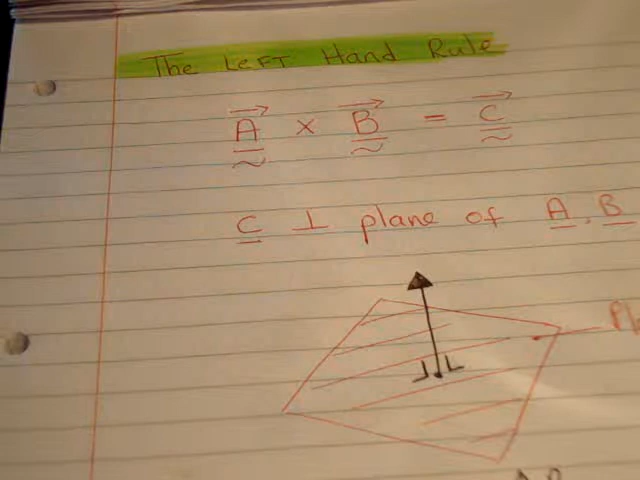 The LEFT Hand Rule
A × B = C
C ⊥ plane of A, B